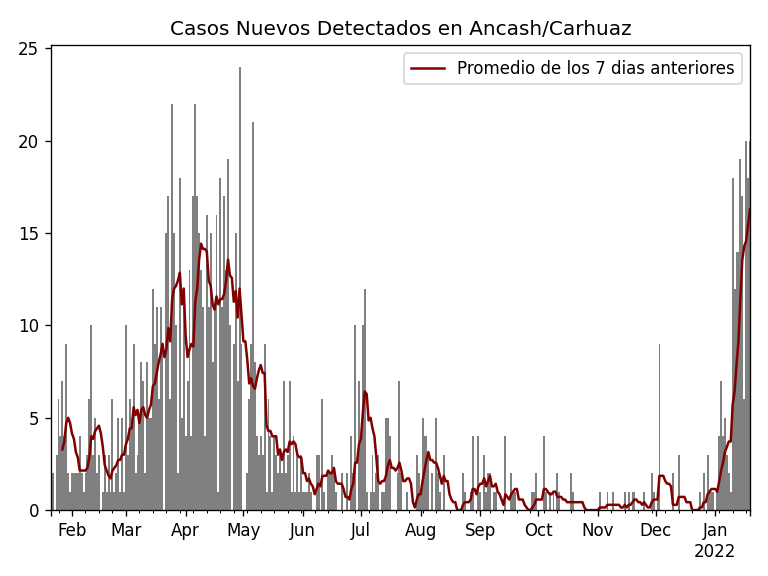 Casos Nuevos Detectados en Ancash/Carhuaz
Promedio de los 7 dias anteriores
25
20
15
10
5
0
Feb Mar Apr May Jun Jul Aug Sep Oct Nov Dec Jan
2022